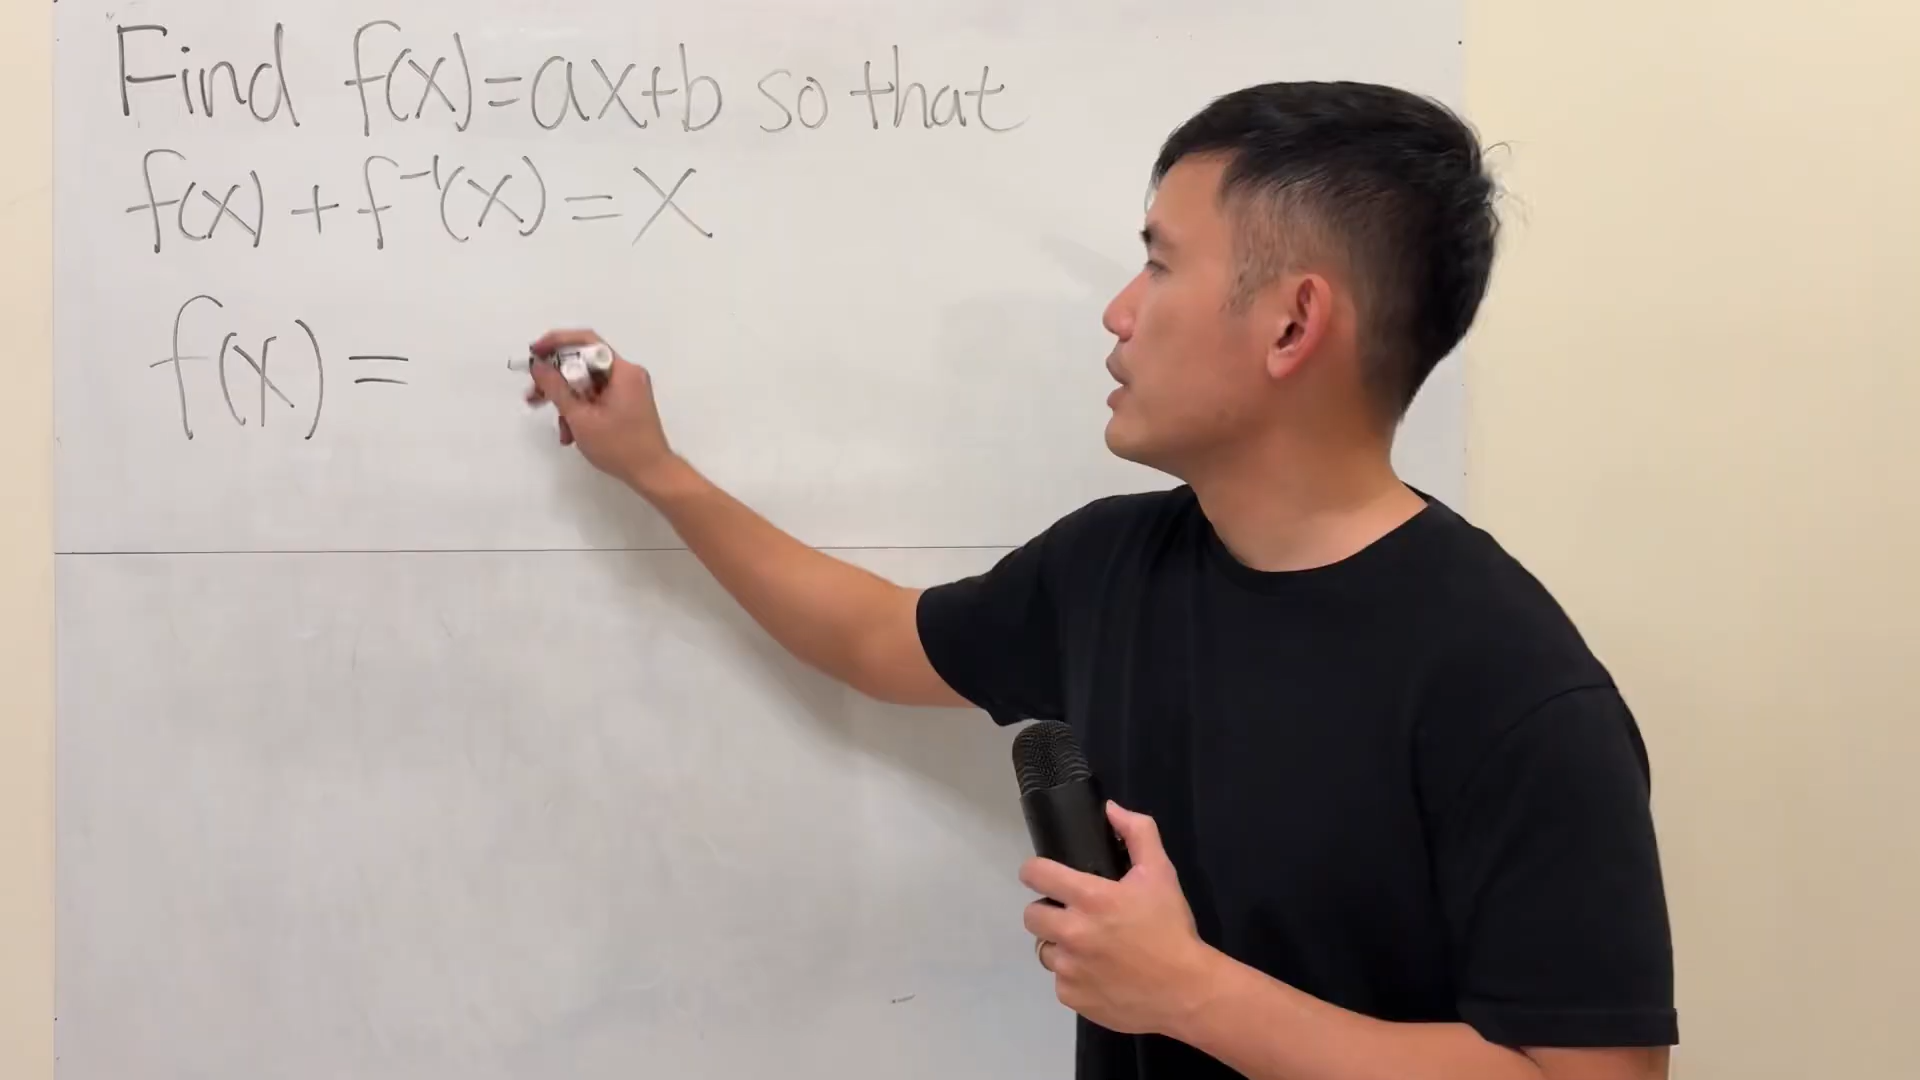 Find f(x)=ax+b so that
f(x) + f⁻¹(x) = x
f(x) =